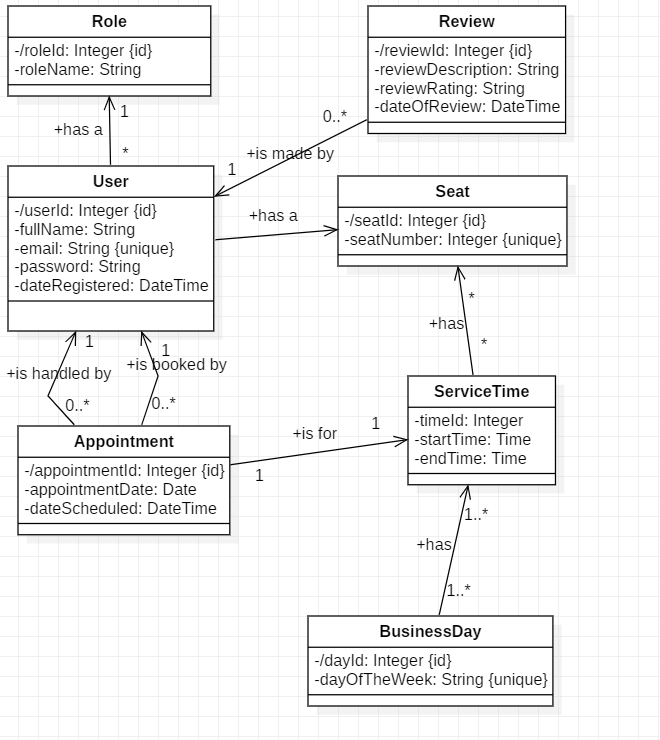 Role
-/roleId: Integer {id}
-roleName: String
Review
-/reviewId: Integer {id}
-reviewDescription: String
-reviewRating: String
-dateOfReview: DateTime
1
+has a
*
0..*
+is made by
1
User
-/userId: Integer {id}
-fullName: String
-email: String {unique}
-password: String
-dateRegistered: DateTime
+has a
Seat
-/seatId: Integer {id}
-seatNumber: Integer {unique}
*
+has
*
1
+is handled by
0..*
1
+is booked by
0..*
ServiceTime
-timeId: Integer
-startTime: Time
-endTime: Time
Appointment
-/appointmentId: Integer {id}
-appointmentDate: Date
-dateScheduled: DateTime
1
+is for
1
1..*
+has
1..*
BusinessDay
-/dayId: Integer {id}
-dayOfTheWeek: String {unique}